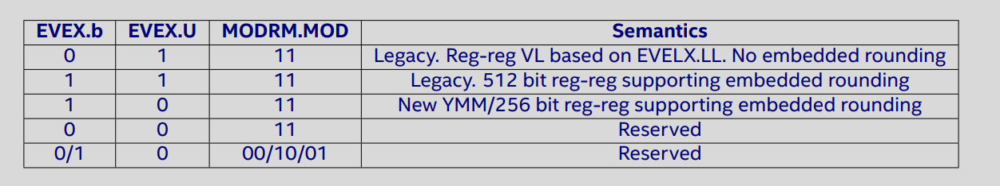 EVEX.b EVEX.U MODRM.MOD Semantics
0 1 11 Legacy. Reg-reg VL based on EVELX.LL. No embedded rounding
1 1 11 Legacy. 512 bit reg-reg supporting embedded rounding
1 0 11 New YMM/256 bit reg-reg supporting embedded rounding
0 0 11 Reserved
0/1 0 00/10/01 Reserved